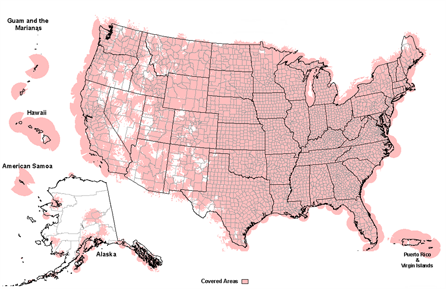 Guam and the
Marianas
Hawaii
American Samoa
Alaska
Puerto Rico
&
Virgin Islands
Covered Areas